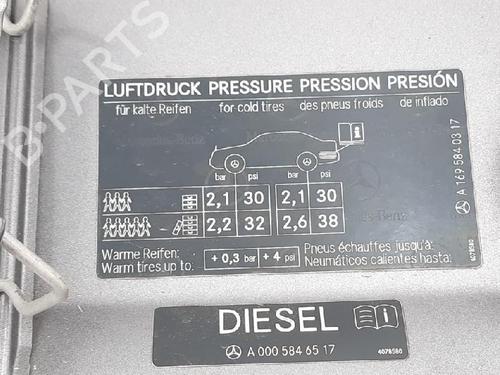 LUFTDRUCK PRESSURE PRESSION PRESIÓN
für kalte Reifen for cold tires des pneus froids de inflado
bar psi bar psi
2,1 30 2,1 30
2,2 32 2,6 38
Warme Reifen: Pneus échauffes jusqu'à:
Warm tires up to: + 0,3 bar + 4 psi Neumáticos calientes hasta:
A 169 584 03 17
4078580
DIESEL
A 000 584 65 17
4078580
B-PARTS